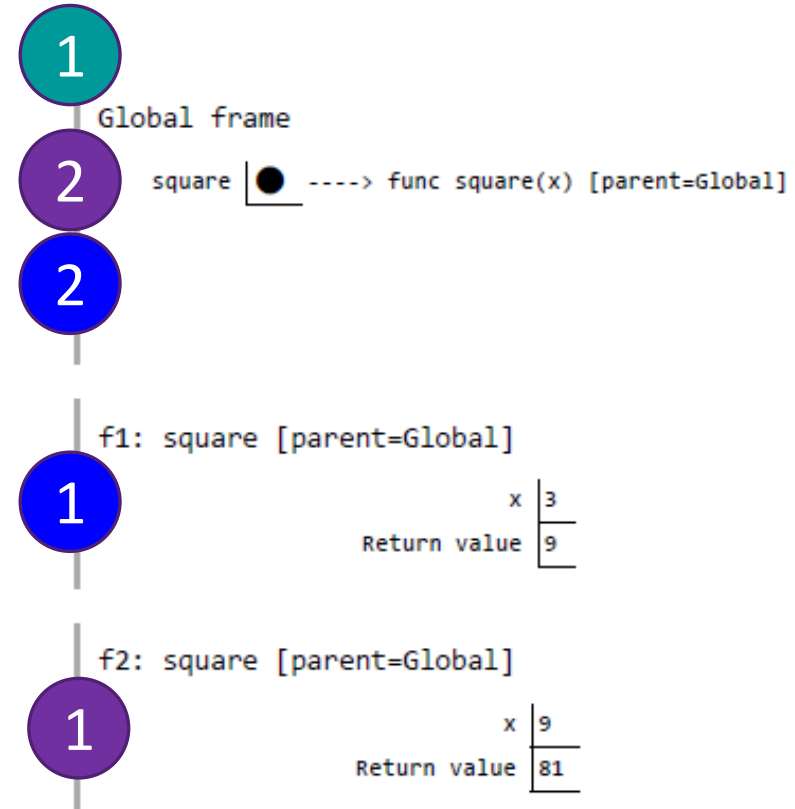 1
Global frame
2
square ----> func square(x) [parent=Global]
2
f1: square [parent=Global]
1
x 3
Return value 9
f2: square [parent=Global]
1
x 9
Return value 81